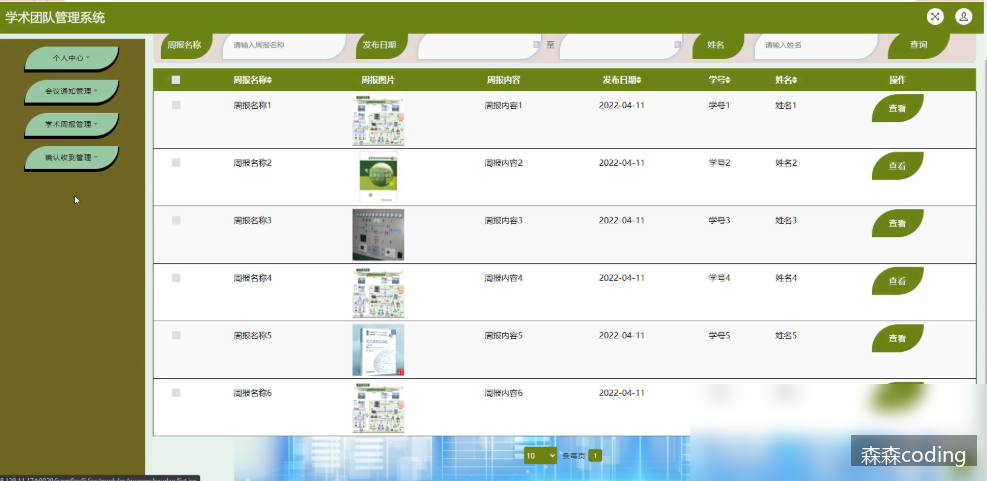 学术团队管理系统
周报名称 请输入周报名称 发布日期 至 姓名 请输入姓名 查询
个人中心
会议通知管理
学术周报管理
确认收到管理
周报名称 周报图片 周报内容 发布日期 学号 姓名 操作
周报名称1 周报内容1 2022-04-11 学号1 姓名1 查看
周报名称2 周报内容2 2022-04-11 学号2 姓名2 查看
周报名称3 周报内容3 2022-04-11 学号3 姓名3 查看
周报名称4 周报内容4 2022-04-11 学号4 姓名4 查看
周报名称5 周报内容5 2022-04-11 学号5 姓名5 查看
周报名称6 周报内容6 2022-04-11
10 条每页 1
森森coding